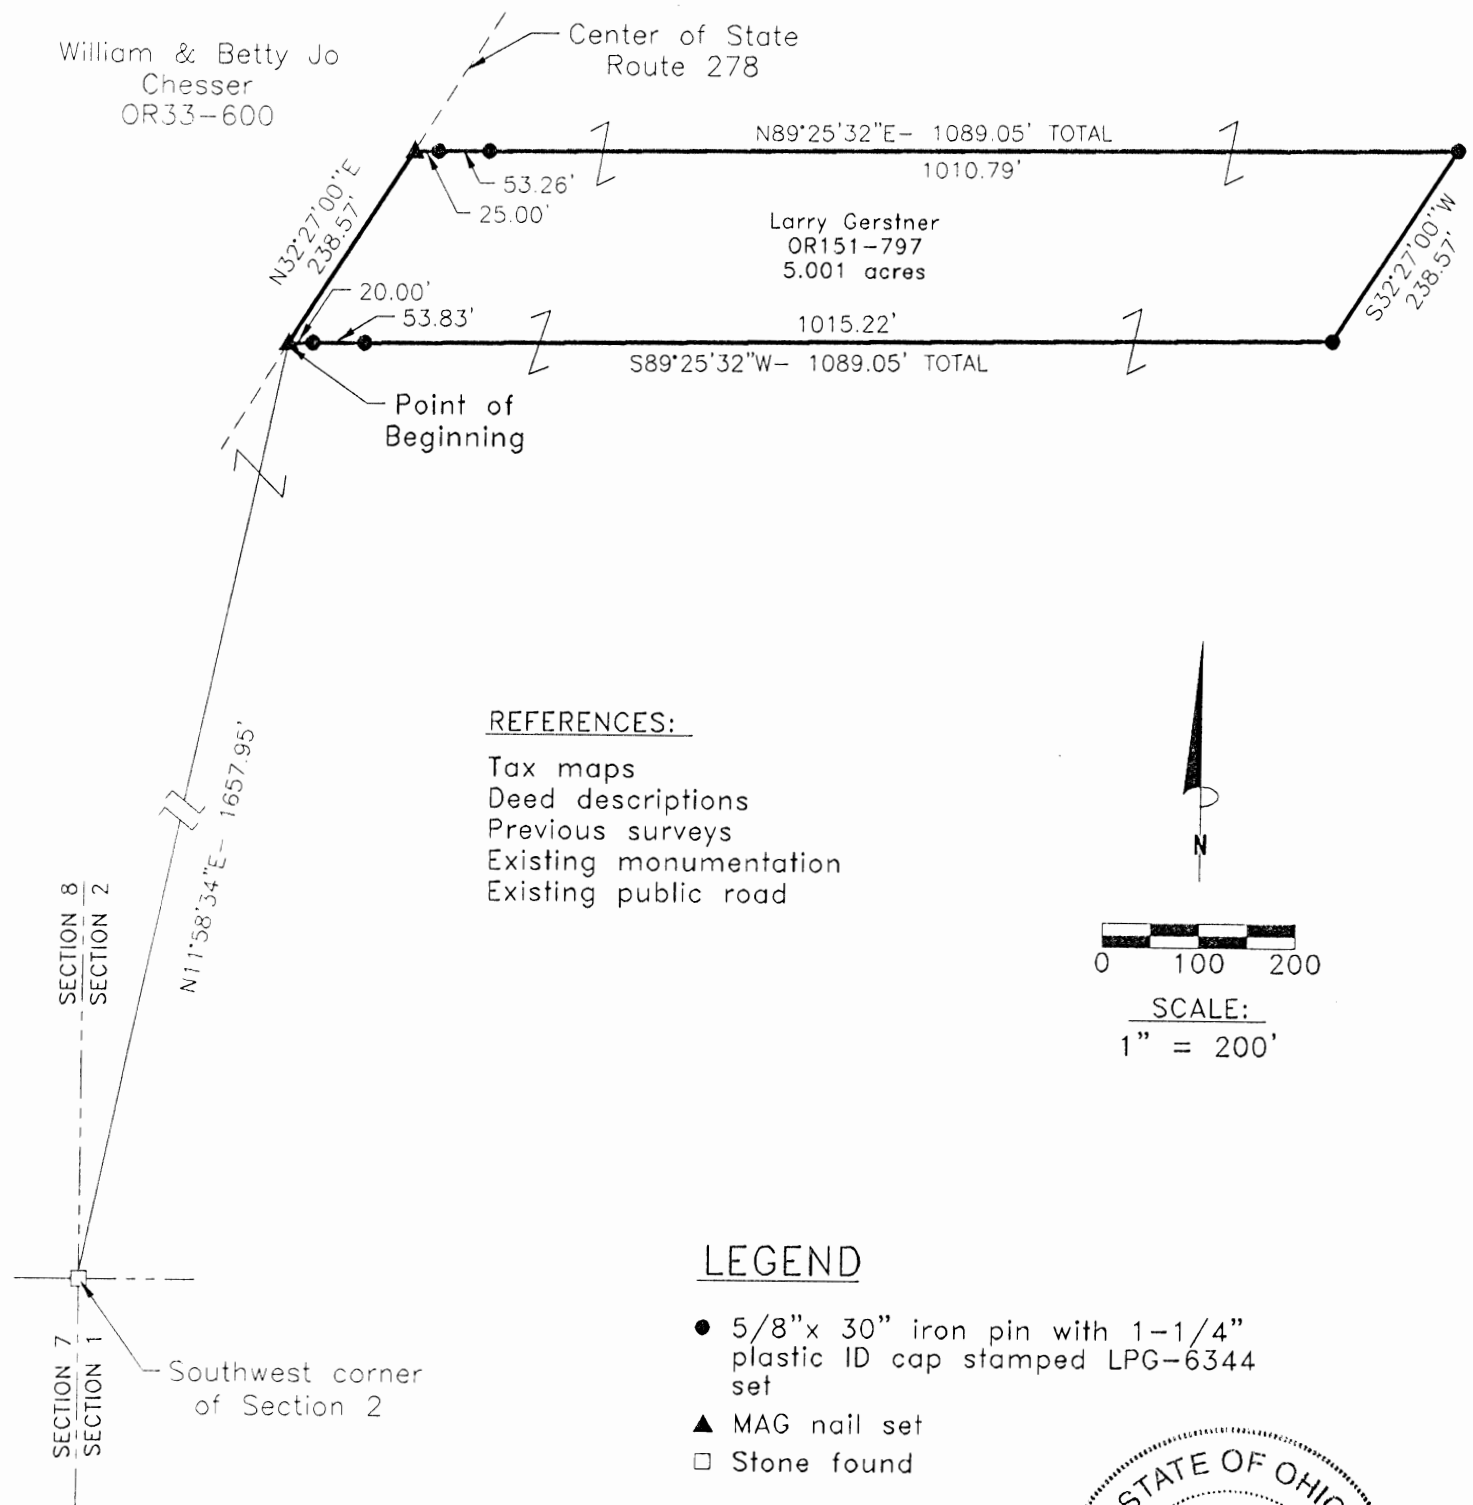 William & Betty Jo
Chesser
OR33-600
Center of State
Route 278
N89°25'32"E- 1089.05' TOTAL
1010.79'
53.26'
25.00'
N32°27'00"E
238.57'
Larry Gerstner
OR151-797
5.001 acres
S32°27'00"W
238.57'
20.00'
53.83'
1015.22'
S89°25'32"W- 1089.05' TOTAL
Point of
Beginning
N11°58'34"E- 1657.95'
REFERENCES:
Tax maps
Deed descriptions
Previous surveys
Existing monumentation
Existing public road
N
0 100 200
SCALE:
1" = 200'
SECTION 8
SECTION 2
SECTION 7
SECTION 1
Southwest corner
of Section 2
LEGEND
5/8"x 30" iron pin with 1-1/4"
plastic ID cap stamped LPG-6344
set
MAG nail set
Stone found
STATE OF OHIO